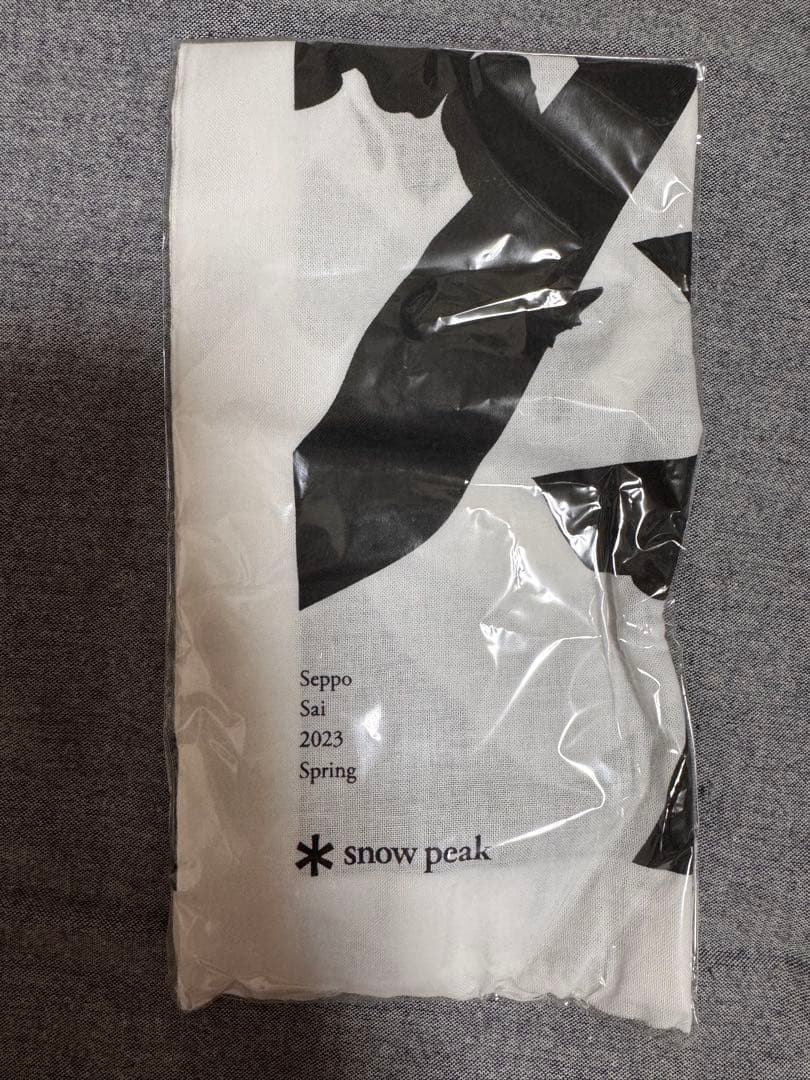 Seppo
Sai
2023
Spring
snow peak